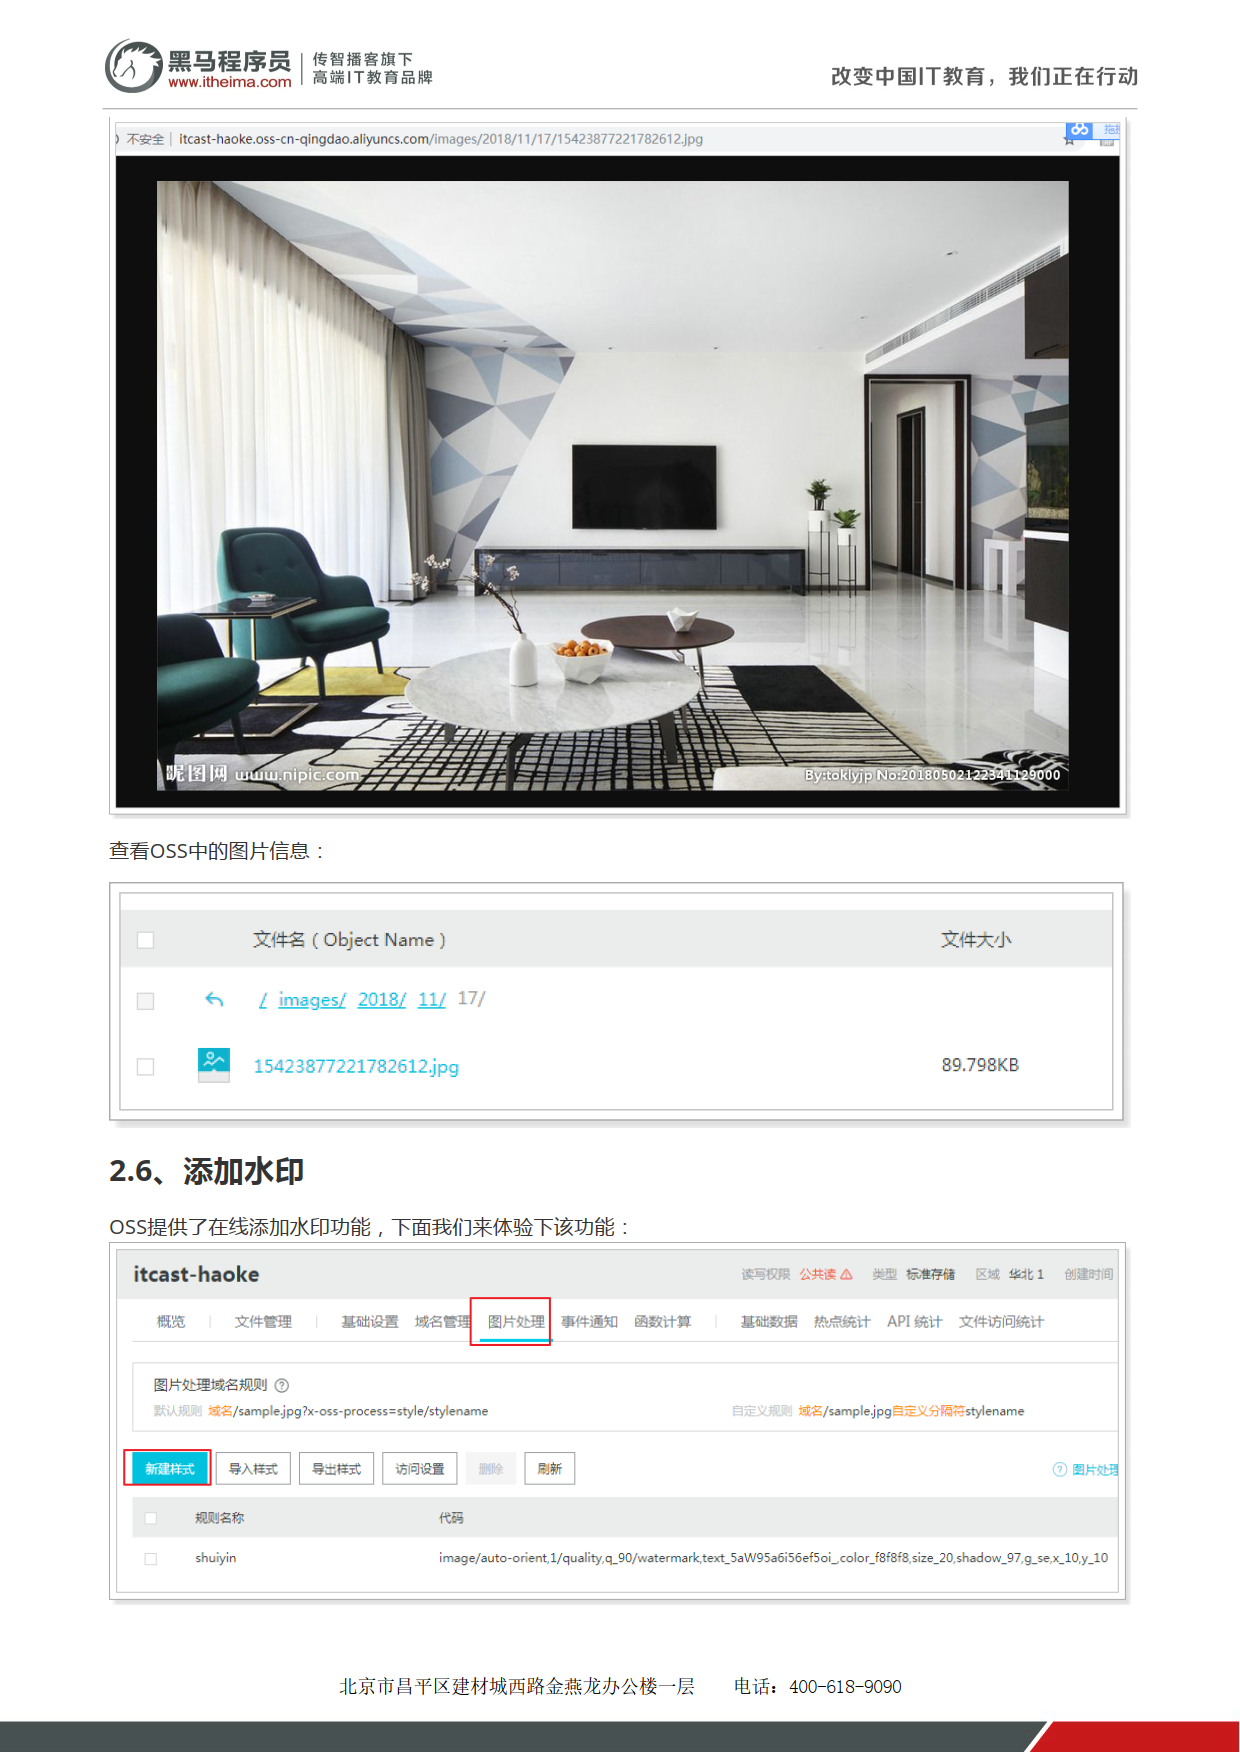 黑马程序员
www.itheima.com
传智播客旗下
高端IT教育品牌
改变中国IT教育，我们正在行动
不安全 | itcast-haoke.oss-cn-qingdao.aliyuncs.com/images/2018/11/17/15423877221782612.jpg
昵图网 www.nipic.com
By:toklyjp No:20180502122341129000
查看OSS中的图片信息：
文件名（Object Name） 文件大小
/ images/ 2018/ 11/ 17/
15423877221782612.jpg 89.798KB
2.6、添加水印
OSS提供了在线添加水印功能，下面我们来体验下该功能：
itcast-haoke 读写权限 公共读 类型 标准存储 区域 华北 1 创建时间
概览 | 文件管理 | 基础设置 域名管理 图片处理 事件通知 函数计算 | 基础数据 热点统计 API 统计 文件访问统计
图片处理域名规则 ?
默认规则 域名/sample.jpg?x-oss-process=style/stylename 自定义规则 域名/sample.jpg自定义分隔符stylename
新建样式 导入样式 导出样式 访问设置 删除 刷新 ? 图片处理
规则名称 代码
shuiyin image/auto-orient,1/quality,q_90/watermark,text_5aW95a6i56ef5oi_,color_f8f8f8,size_20,shadow_97,g_se,x_10,y_10
北京市昌平区建材城西路金燕龙办公楼一层 电话：400-618-9090